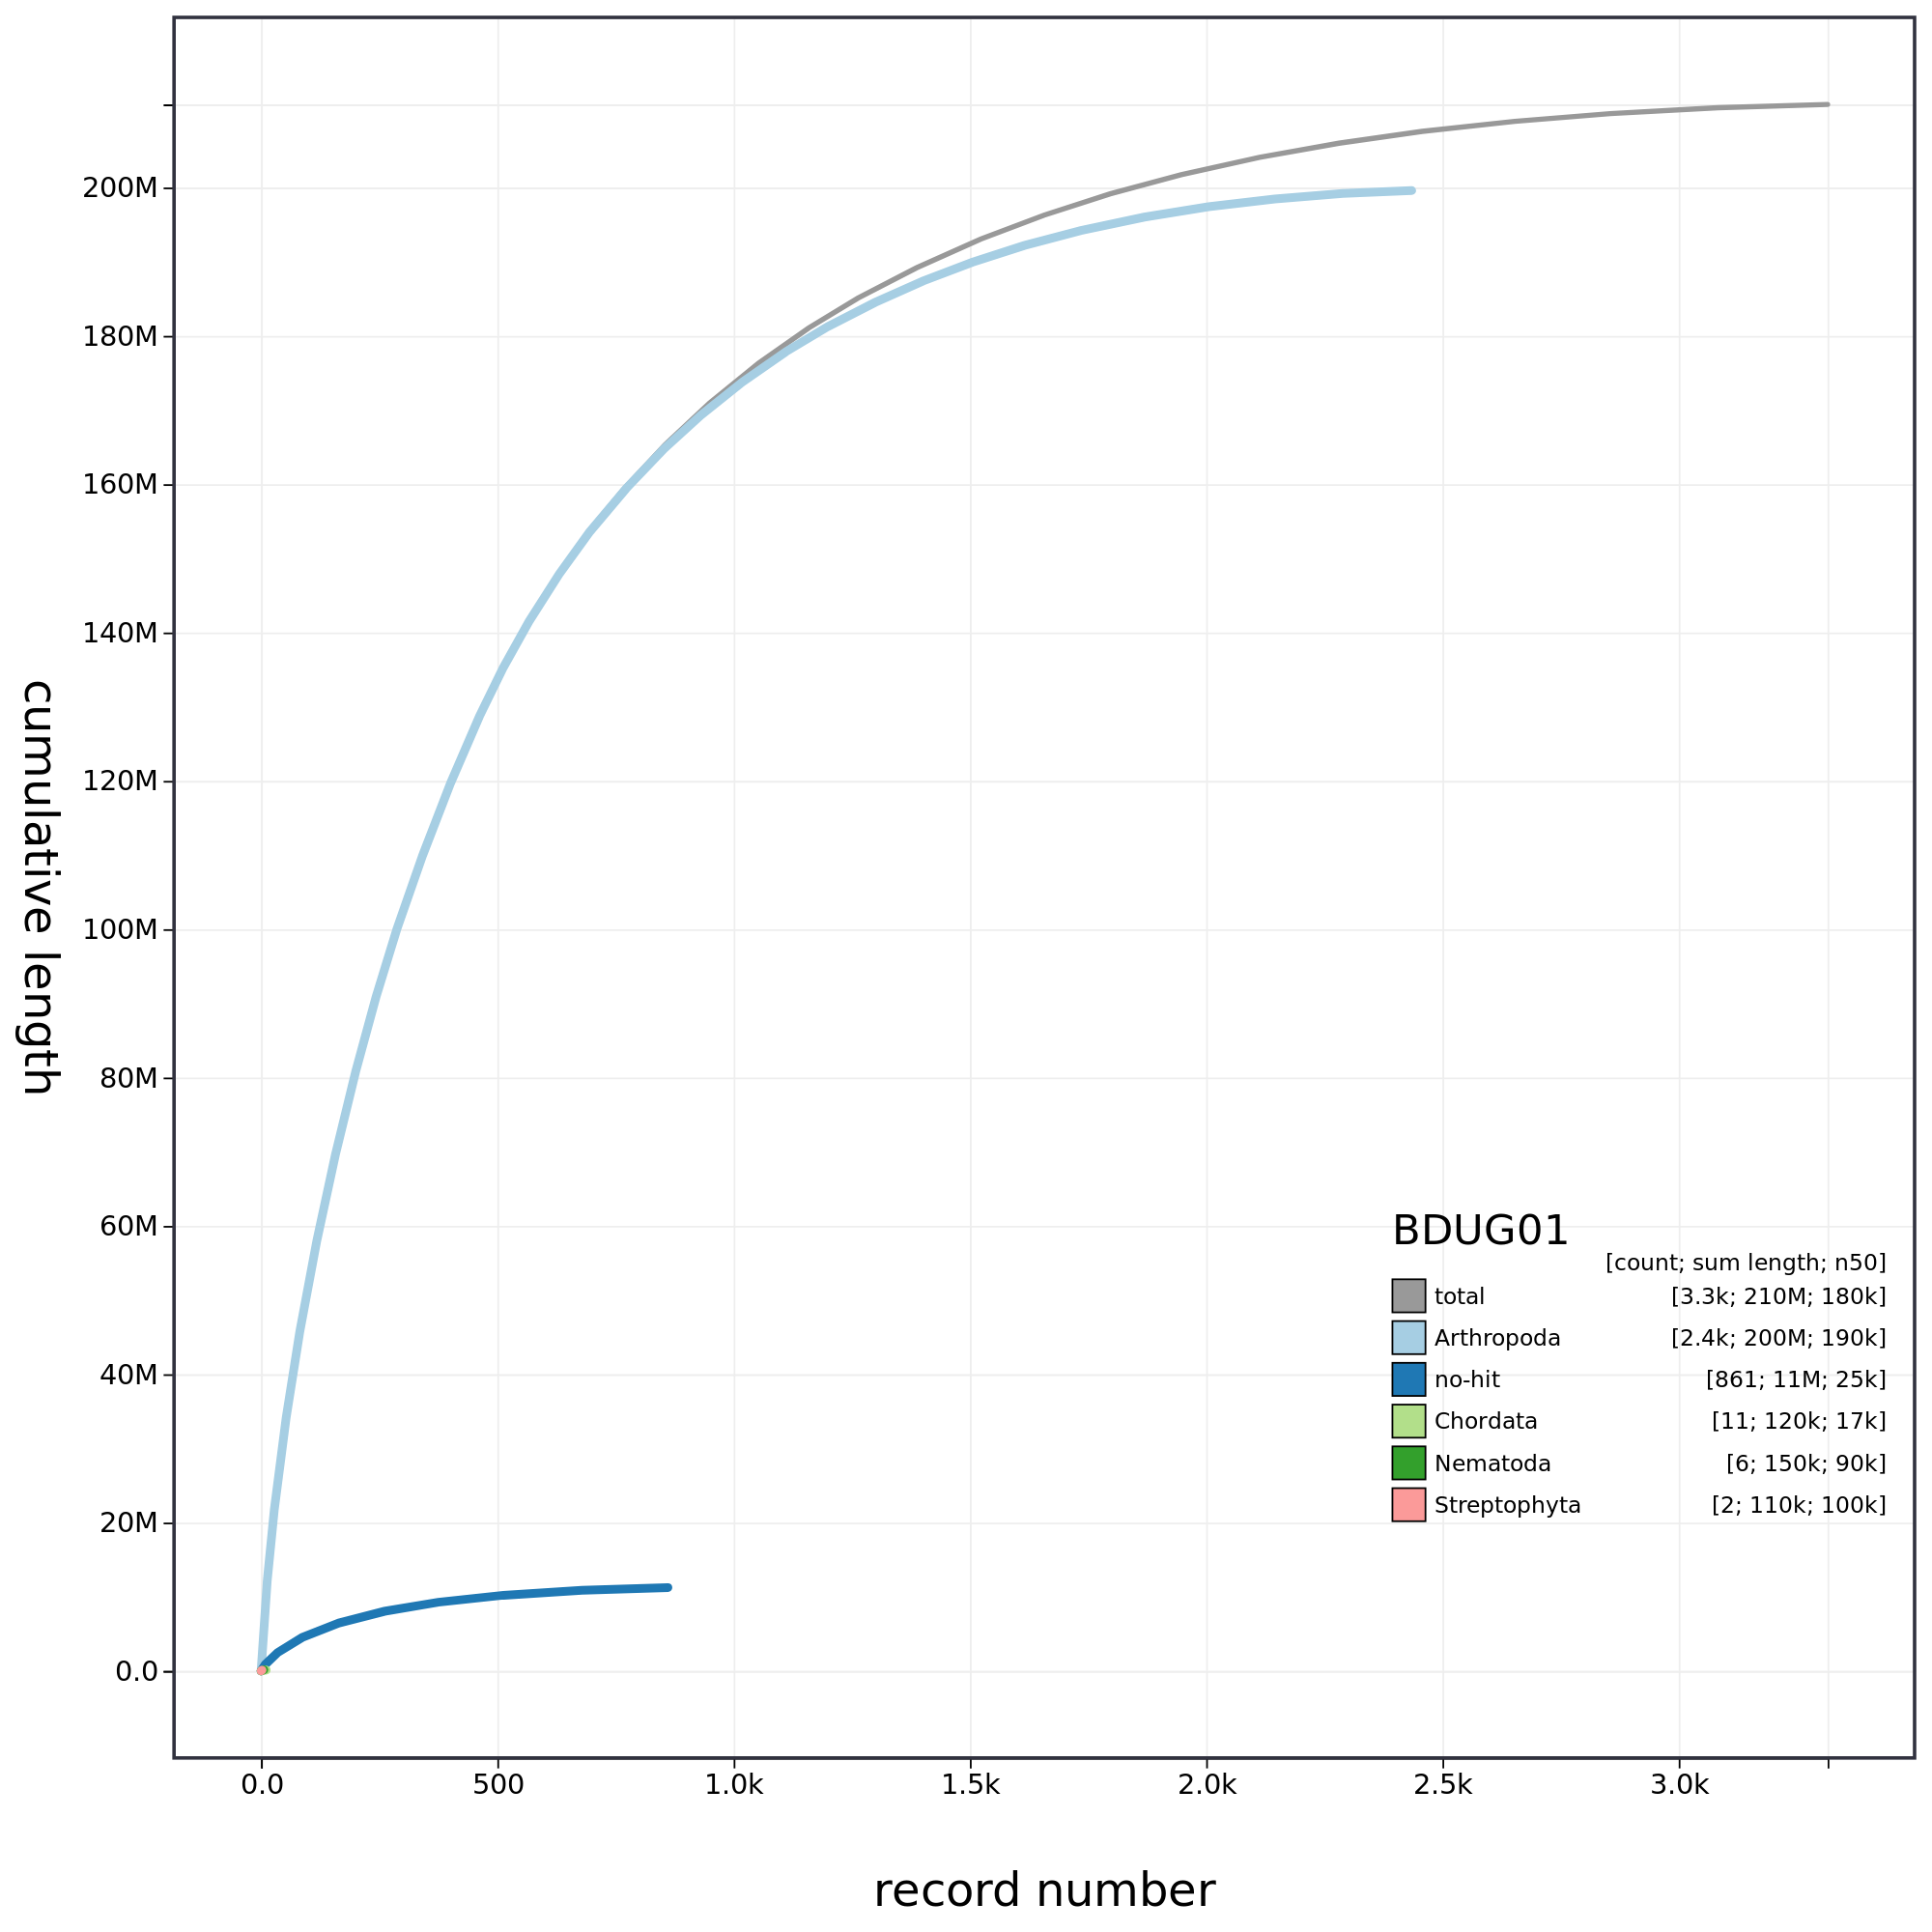 200M
180M
160M
140M
120M
100M
80M
60M
40M
20M
0.0
cumulative length
BDUG01
[count; sum length; n50]
total [3.3k; 210M; 180k]
Arthropoda [2.4k; 200M; 190k]
no-hit [861; 11M; 25k]
Chordata [11; 120k; 17k]
Nematoda [6; 150k; 90k]
Streptophyta [2; 110k; 100k]
0.0 500 1.0k 1.5k 2.0k 2.5k 3.0k
record number